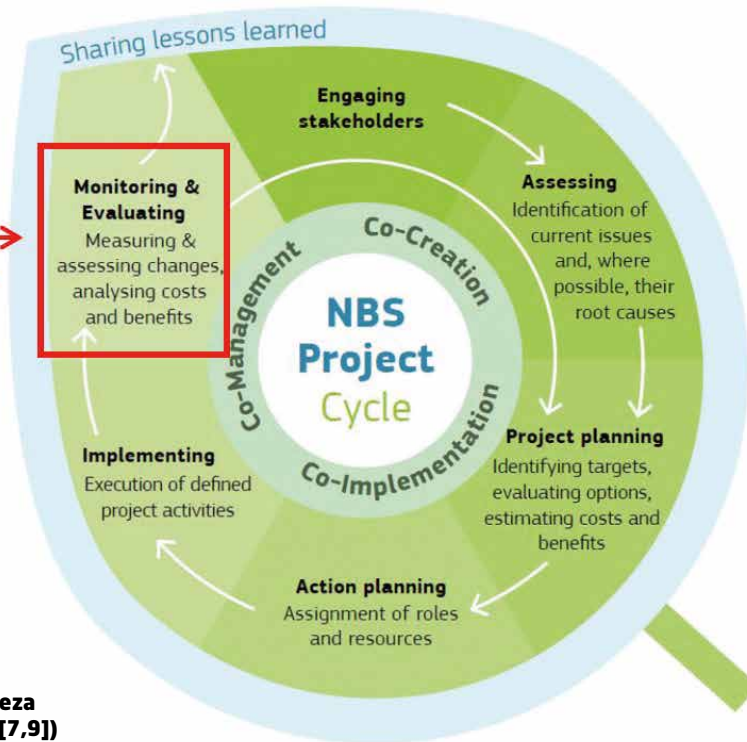 Sharing lessons learned
Engaging
stakeholders
Assessing
Identification of
current issues
and, where
possible, their
root causes
Project planning
Identifying targets,
evaluating options,
estimating costs and
benefits
Action planning
Assignment of roles
and resources
Implementing
Execution of defined
project activities
Monitoring &
Evaluating
Measuring &
assessing changes,
analysing costs
and benefits
Co-Creation
Co-Implementation
Co-Management
NBS
Project
Cycle
eza
[7,9])